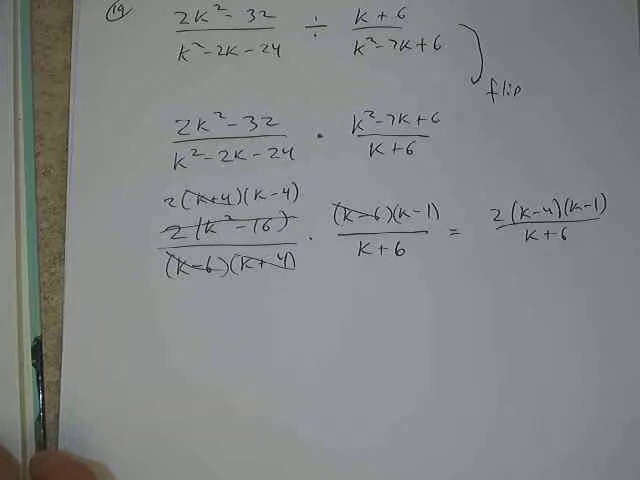 19 (2k² - 32)/(k² - 2k - 24) ÷ (k + 6)/(k² - 7k + 6)
flip
(2k² - 32)/(k² - 2k - 24) · (k² - 7k + 6)/(k + 6)
2(k+4)(k-4)
2(k² - 16)/(k-6)(k+4) · (k-6)(k-1)/(k+6) = 2(k-4)(k-1)/(k+6)